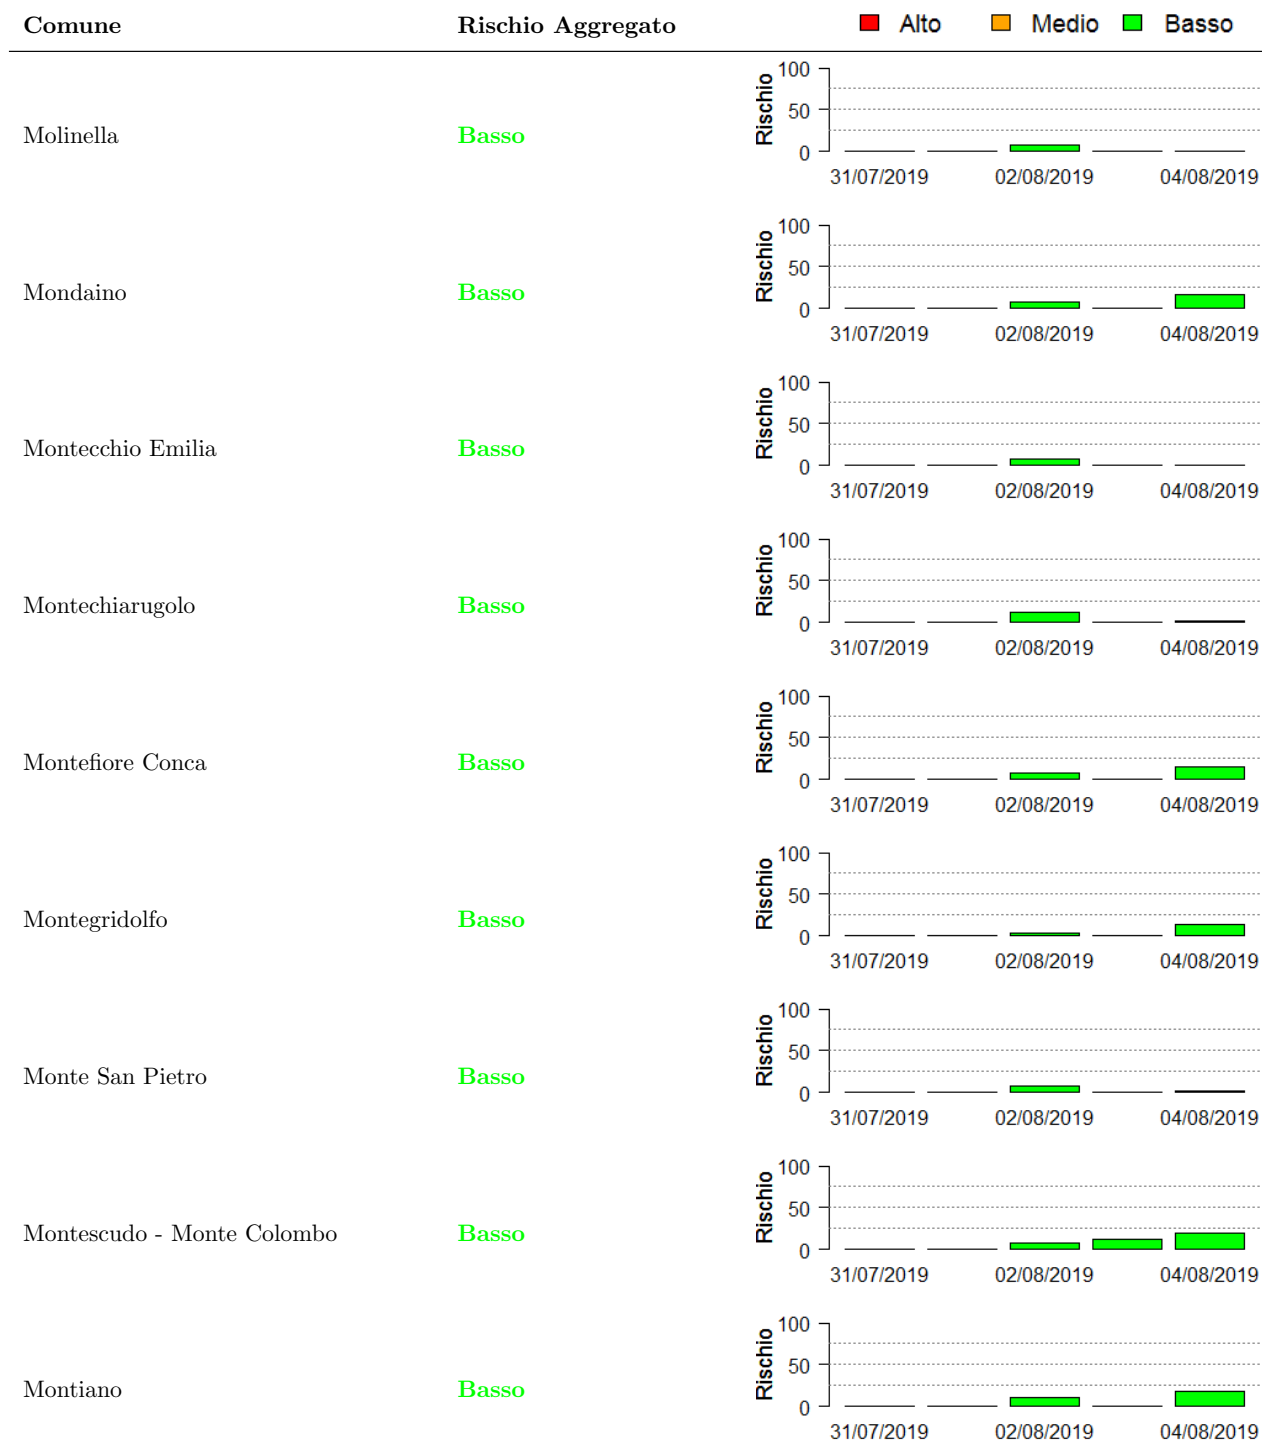 Comune Rischio Aggregato Alto Medio Basso
Molinella Basso
Rischio
100
50
0
31/07/2019 02/08/2019 04/08/2019
Mondaino Basso
Rischio
100
50
0
31/07/2019 02/08/2019 04/08/2019
Montecchio Emilia Basso
Rischio
100
50
0
31/07/2019 02/08/2019 04/08/2019
Montechiarugolo Basso
Rischio
100
50
0
31/07/2019 02/08/2019 04/08/2019
Montefiore Conca Basso
Rischio
100
50
0
31/07/2019 02/08/2019 04/08/2019
Montegridolfo Basso
Rischio
100
50
0
31/07/2019 02/08/2019 04/08/2019
Monte San Pietro Basso
Rischio
100
50
0
31/07/2019 02/08/2019 04/08/2019
Montescudo - Monte Colombo Basso
Rischio
100
50
0
31/07/2019 02/08/2019 04/08/2019
Montiano Basso
Rischio
100
50
0
31/07/2019 02/08/2019 04/08/2019